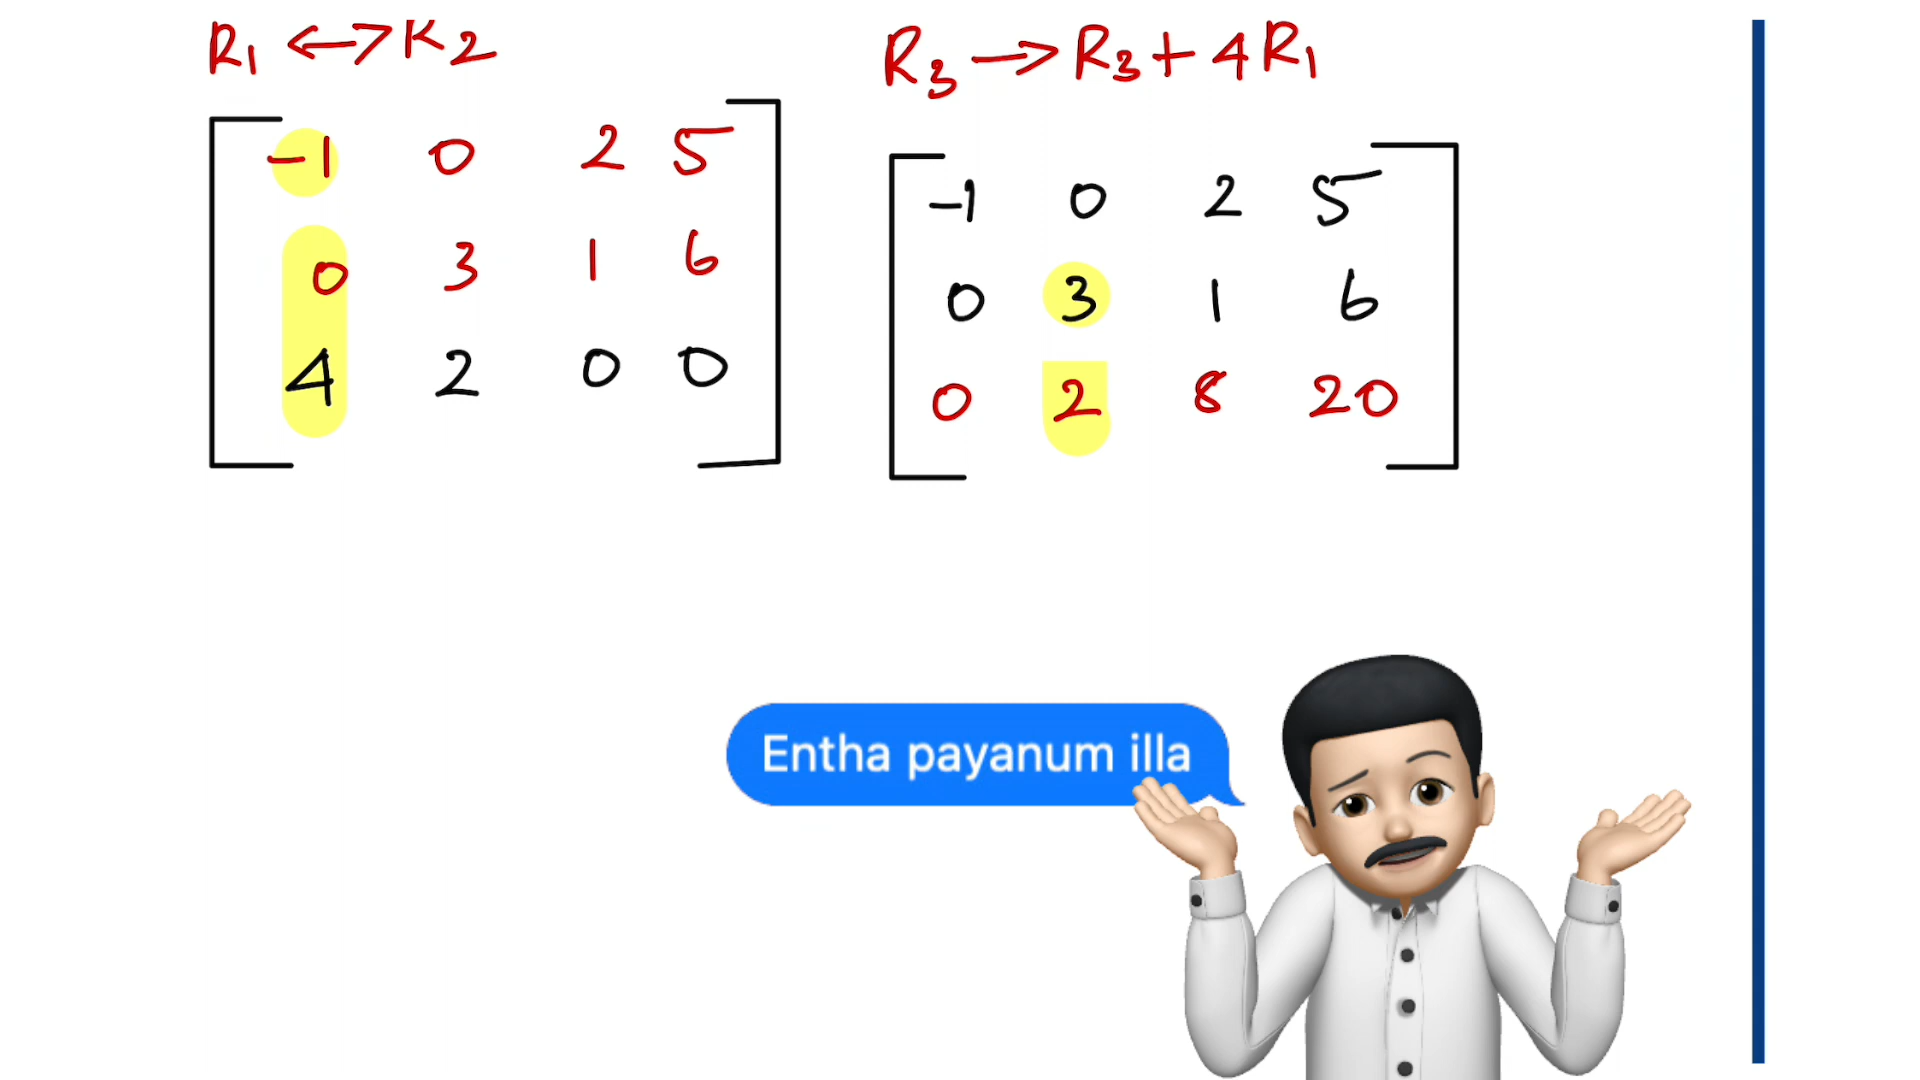 R1 <-> R2
-1 0 2 5
0 3 1 6
4 2 0 0
R3 -> R3 + 4R1
-1 0 2 5
0 3 1 6
0 2 8 20
Entha payanum illa